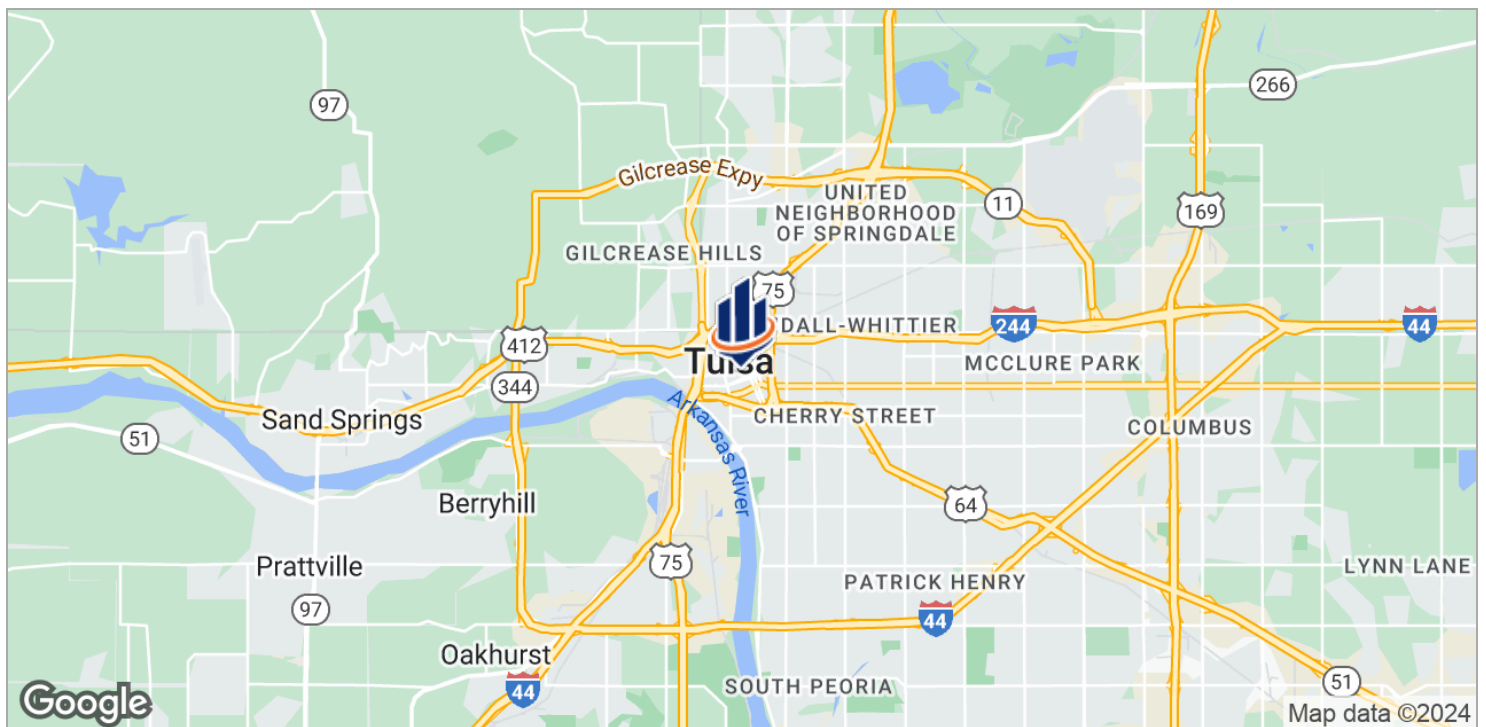 97
266
Gilcrease Expy
UNITED
NEIGHBORHOOD
OF SPRINGDALE
11
169
GILCREASE HILLS
75
DALL-WHITTIER
244
44
412
Tulsa
MCCLURE PARK
344
Sand Springs
CHERRY STREET
COLUMBUS
51
Arkansas River
Berryhill
64
Prattville
75
PATRICK HENRY
LYNN LANE
97
44
Oakhurst
44
SOUTH PEORIA
51
Google
Map data ©2024